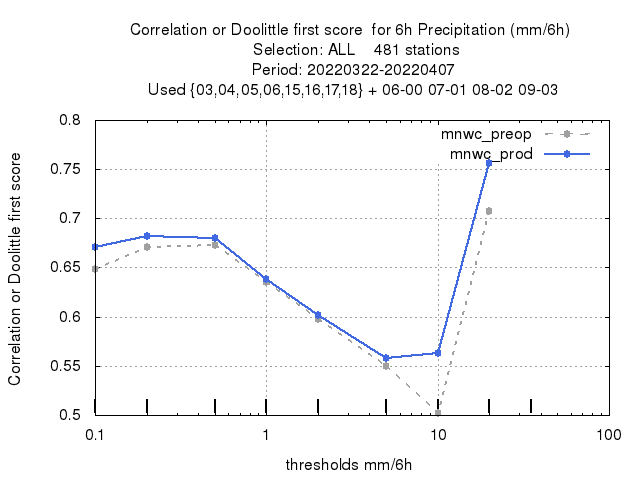 Correlation or Doolittle first score  for 6h Precipitation (mm/6h)
Selection: ALL    481 stations
Period: 20220322-20220407
Used {03,04,05,06,15,16,17,18} + 06-00 07-01 08-02 09-03
Correlation or Doolittle first score
0.8
0.75
0.7
0.65
0.6
0.55
0.5
mnwc_preop
mnwc_prod
0.1
1
10
100
thresholds mm/6h